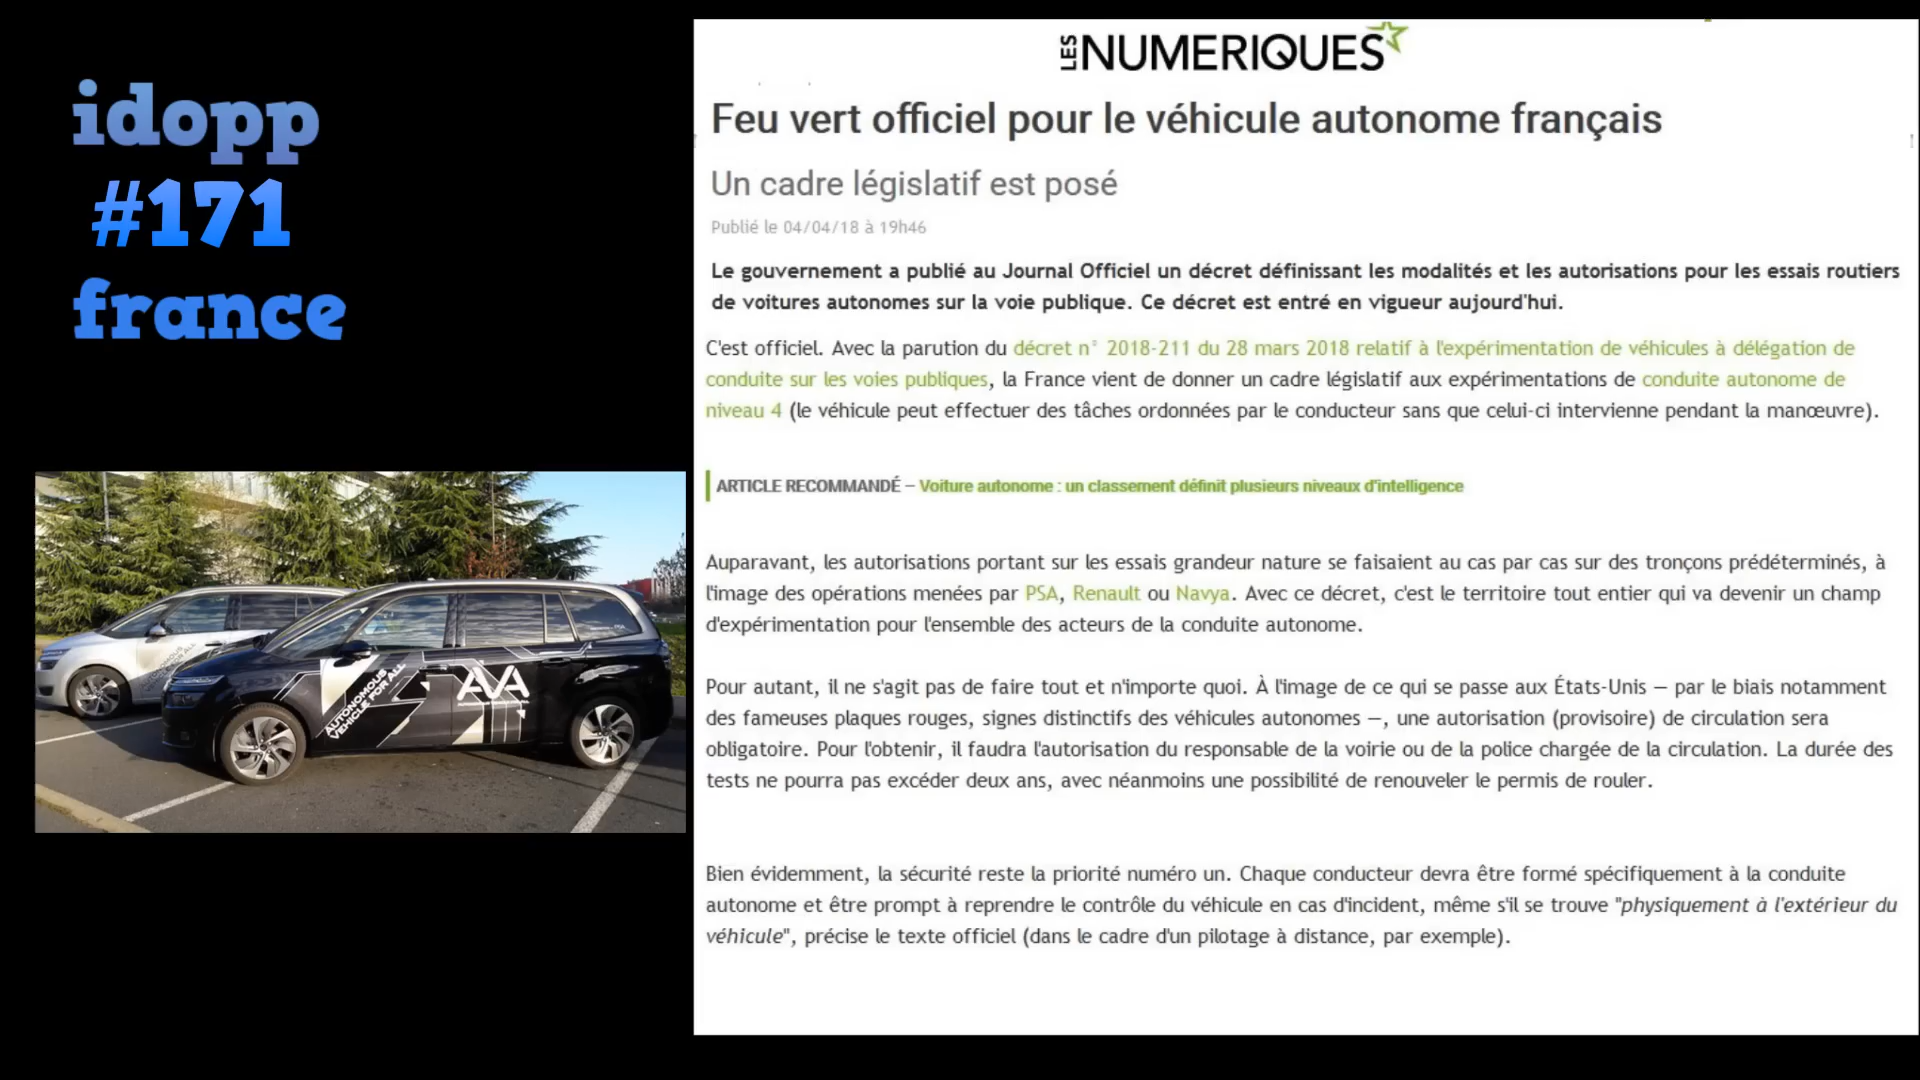 idopp
#171
france
LES NUMERIQUES
Feu vert officiel pour le véhicule autonome français
Un cadre législatif est posé
Publié le 04/04/18 à 19h46
Le gouvernement a publié au Journal Officiel un décret définissant les modalités et les autorisations pour les essais routiers
de voitures autonomes sur la voie publique. Ce décret est entré en vigueur aujourd'hui.
C'est officiel. Avec la parution du décret n° 2018-211 du 28 mars 2018 relatif à l'expérimentation de véhicules à délégation de
conduite sur les voies publiques, la France vient de donner un cadre législatif aux expérimentations de conduite autonome de
niveau 4 (le véhicule peut effectuer des tâches ordonnées par le conducteur sans que celui-ci intervienne pendant la manœuvre).
ARTICLE RECOMMANDÉ – Voiture autonome : un classement définit plusieurs niveaux d'intelligence
Auparavant, les autorisations portant sur les essais grandeur nature se faisaient au cas par cas sur des tronçons prédéterminés, à
l'image des opérations menées par PSA, Renault ou Navya. Avec ce décret, c'est le territoire tout entier qui va devenir un champ
d'expérimentation pour l'ensemble des acteurs de la conduite autonome.
Pour autant, il ne s'agit pas de faire tout et n'importe quoi. À l'image de ce qui se passe aux États-Unis — par le biais notamment
des fameuses plaques rouges, signes distinctifs des véhicules autonomes —, une autorisation (provisoire) de circulation sera
obligatoire. Pour l'obtenir, il faudra l'autorisation du responsable de la voirie ou de la police chargée de la circulation. La durée des
tests ne pourra pas excéder deux ans, avec néanmoins une possibilité de renouveler le permis de rouler.
Bien évidemment, la sécurité reste la priorité numéro un. Chaque conducteur devra être formé spécifiquement à la conduite
autonome et être prompt à reprendre le contrôle du véhicule en cas d'incident, même s'il se trouve "physiquement à l'extérieur du
véhicule", précise le texte officiel (dans le cadre d'un pilotage à distance, par exemple).
AUTONOMOUS
VEHICLE FOR ALL
AVA